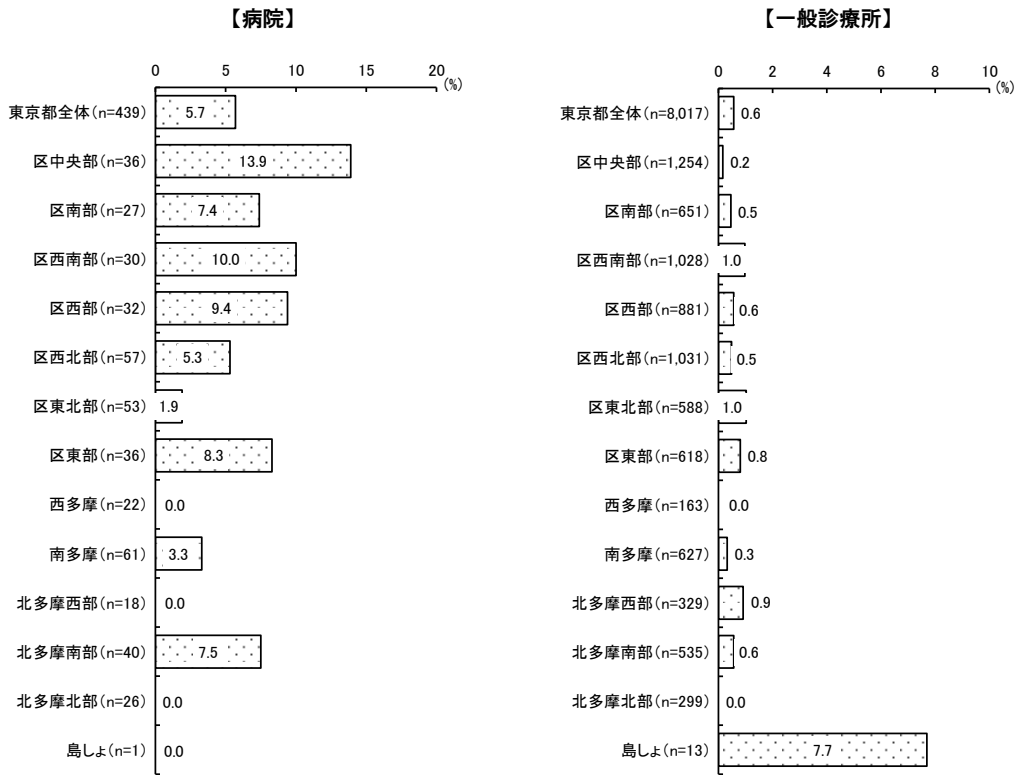 【病院】
0 5 10 15 20
(%)
東京都全体(n=439) 5.7
区中央部(n=36) 13.9
区南部(n=27) 7.4
区西南部(n=30) 10.0
区西部(n=32) 9.4
区西北部(n=57) 5.3
区東北部(n=53) 1.9
区東部(n=36) 8.3
西多摩(n=22) 0.0
南多摩(n=61) 3.3
北多摩西部(n=18) 0.0
北多摩南部(n=40) 7.5
北多摩北部(n=26) 0.0
島しょ(n=1) 0.0
【一般診療所】
0 2 4 6 8 10
(%)
東京都全体(n=8,017) 0.6
区中央部(n=1,254) 0.2
区南部(n=651) 0.5
区西南部(n=1,028) 1.0
区西部(n=881) 0.6
区西北部(n=1,031) 0.5
区東北部(n=588) 1.0
区東部(n=618) 0.8
西多摩(n=163) 0.0
南多摩(n=627) 0.3
北多摩西部(n=329) 0.9
北多摩南部(n=535) 0.6
北多摩北部(n=299) 0.0
島しょ(n=13) 7.7